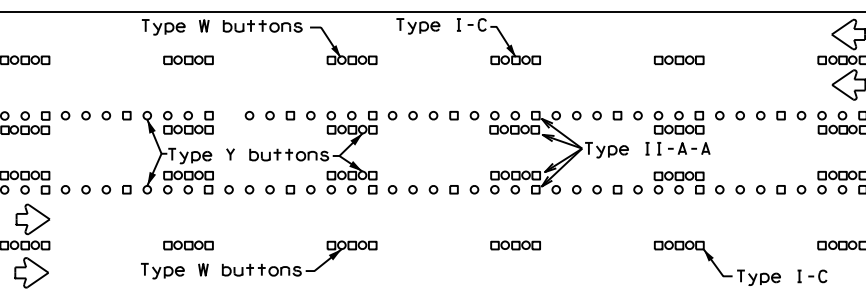 Type W buttons
Type I-C
Type Y buttons
Type II-A-A
Type W buttons
Type I-C